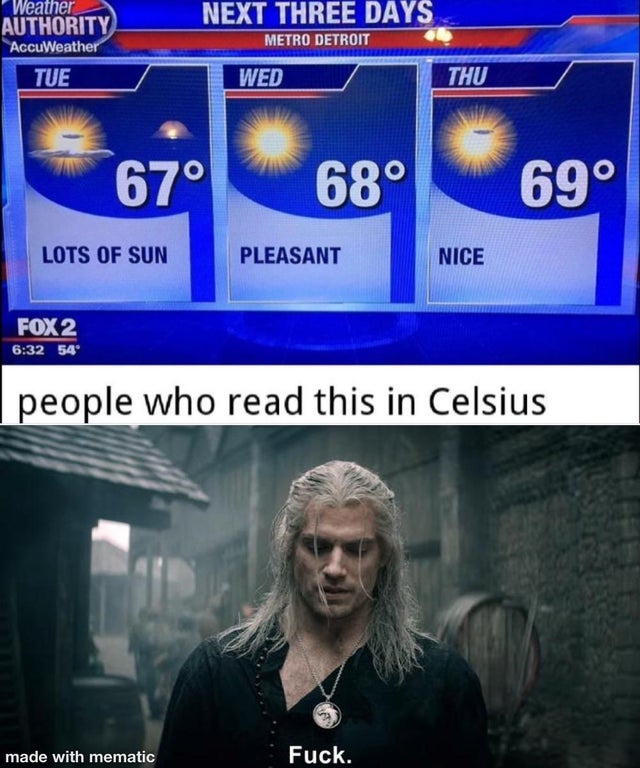 Weather
AUTHORITY
AccuWeather
NEXT THREE DAYS
METRO DETROIT
TUE
WED
THU
67°
68°
69°
LOTS OF SUN
PLEASANT
NICE
FOX 2
6:32 54°
people who read this in Celsius
Fuck.
made with mematic